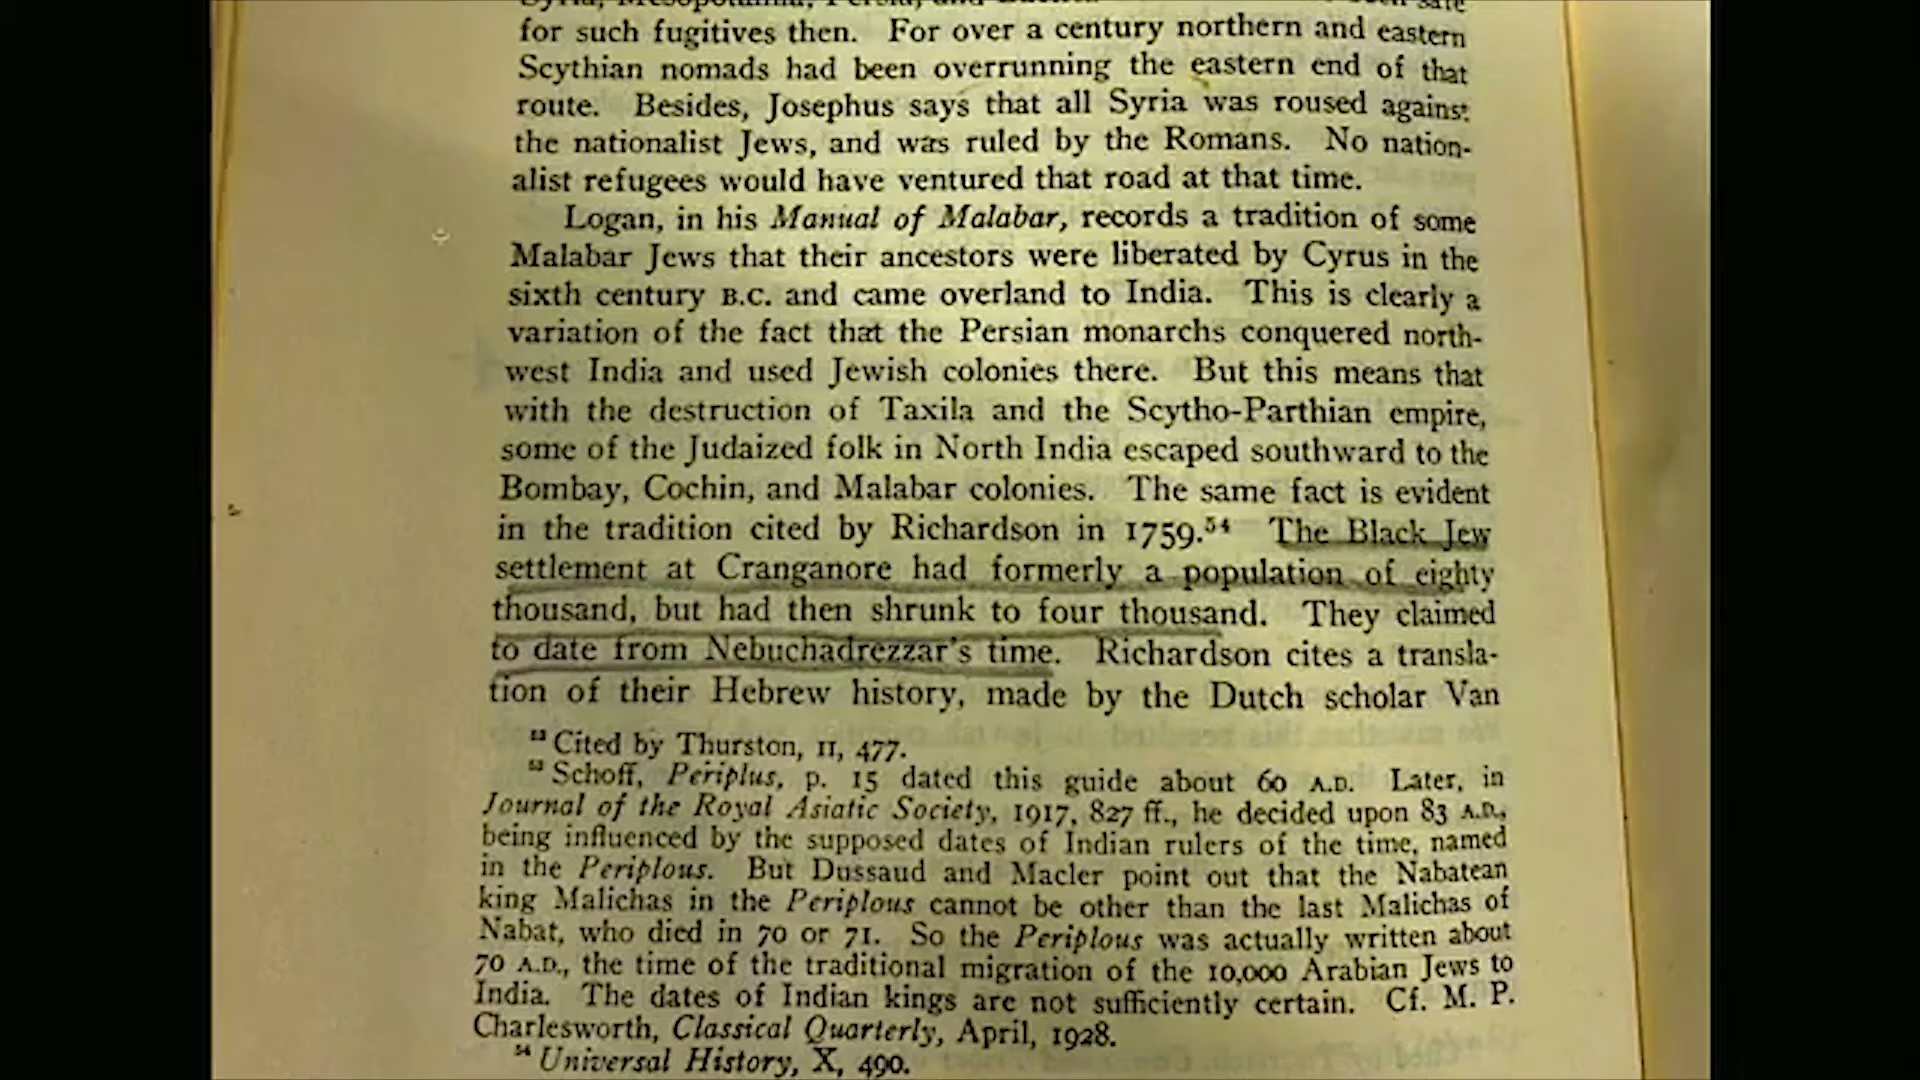 Syria, Mesopotamia, Persia, and safe
for such fugitives then. For over a century northern and eastern
Scythian nomads had been overrunning the eastern end of that
route. Besides, Josephus says that all Syria was roused against
the nationalist Jews, and was ruled by the Romans. No nation-
alist refugees would have ventured that road at that time.
Logan, in his Manual of Malabar, records a tradition of some
Malabar Jews that their ancestors were liberated by Cyrus in the
sixth century B.C. and came overland to India. This is clearly a
variation of the fact that the Persian monarchs conquered north-
west India and used Jewish colonies there. But this means that
with the destruction of Taxila and the Scytho-Parthian empire,
some of the Judaized folk in North India escaped southward to the
Bombay, Cochin, and Malabar colonies. The same fact is evident
in the tradition cited by Richardson in 1759.⁵⁴ The Black Jew
settlement at Cranganore had formerly a population of eighty
thousand, but had then shrunk to four thousand. They claimed
to date from Nebuchadrezzar's time. Richardson cites a transla-
tion of their Hebrew history, made by the Dutch scholar Van
Cited by Thurston, II, 477.
Schoff, Periplus, p. 15 dated this guide about 60 A.D. Later, in
Journal of the Royal Asiatic Society, 1917, 827 ff., he decided upon 83 A.D.,
being influenced by the supposed dates of Indian rulers of the time, named
in the Periplous. But Dussaud and Macler point out that the Nabatean
king Malichas in the Periplous cannot be other than the last Malichas of
Nabat, who died in 70 or 71. So the Periplous was actually written about
70 A.D., the time of the traditional migration of the 10,000 Arabian Jews to
India. The dates of Indian kings are not sufficiently certain. Cf. M. P.
Charlesworth, Classical Quarterly, April, 1928.
⁵⁴ Universal History, X, 490.